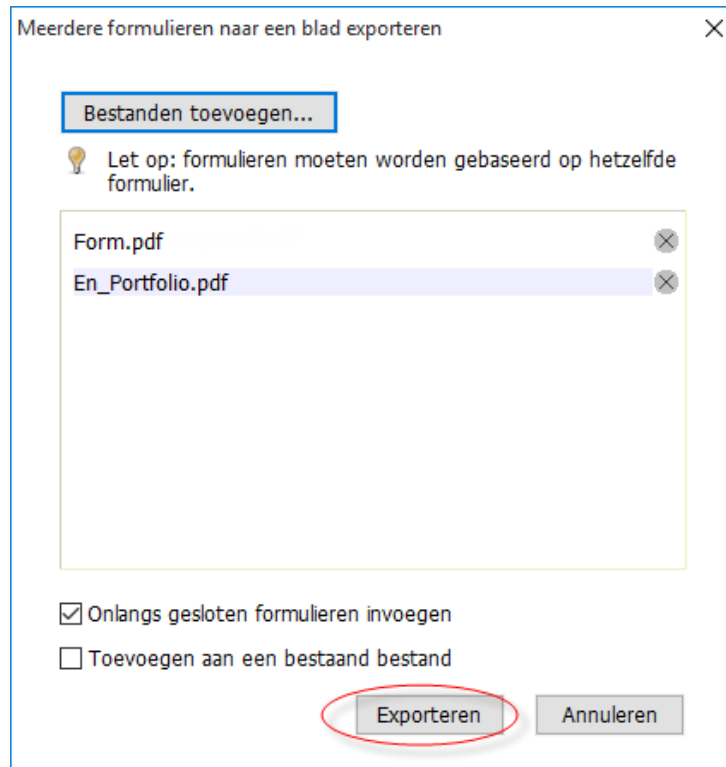 Meerdere formulieren naar een blad exporteren
Bestanden toevoegen...
Let op: formulieren moeten worden gebaseerd op hetzelfde
formulier.
Form.pdf
En_Portfolio.pdf
Onlangs gesloten formulieren invoegen
Toevoegen aan een bestaand bestand
Exporteren
Annuleren